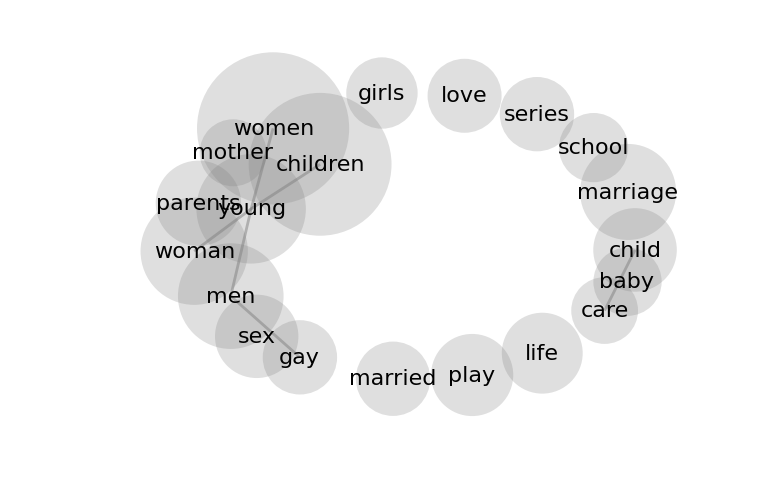 girls
love
series
women
school
mother
children
marriage
parents
young
woman
child
baby
men
care
sex
life
gay
married
play